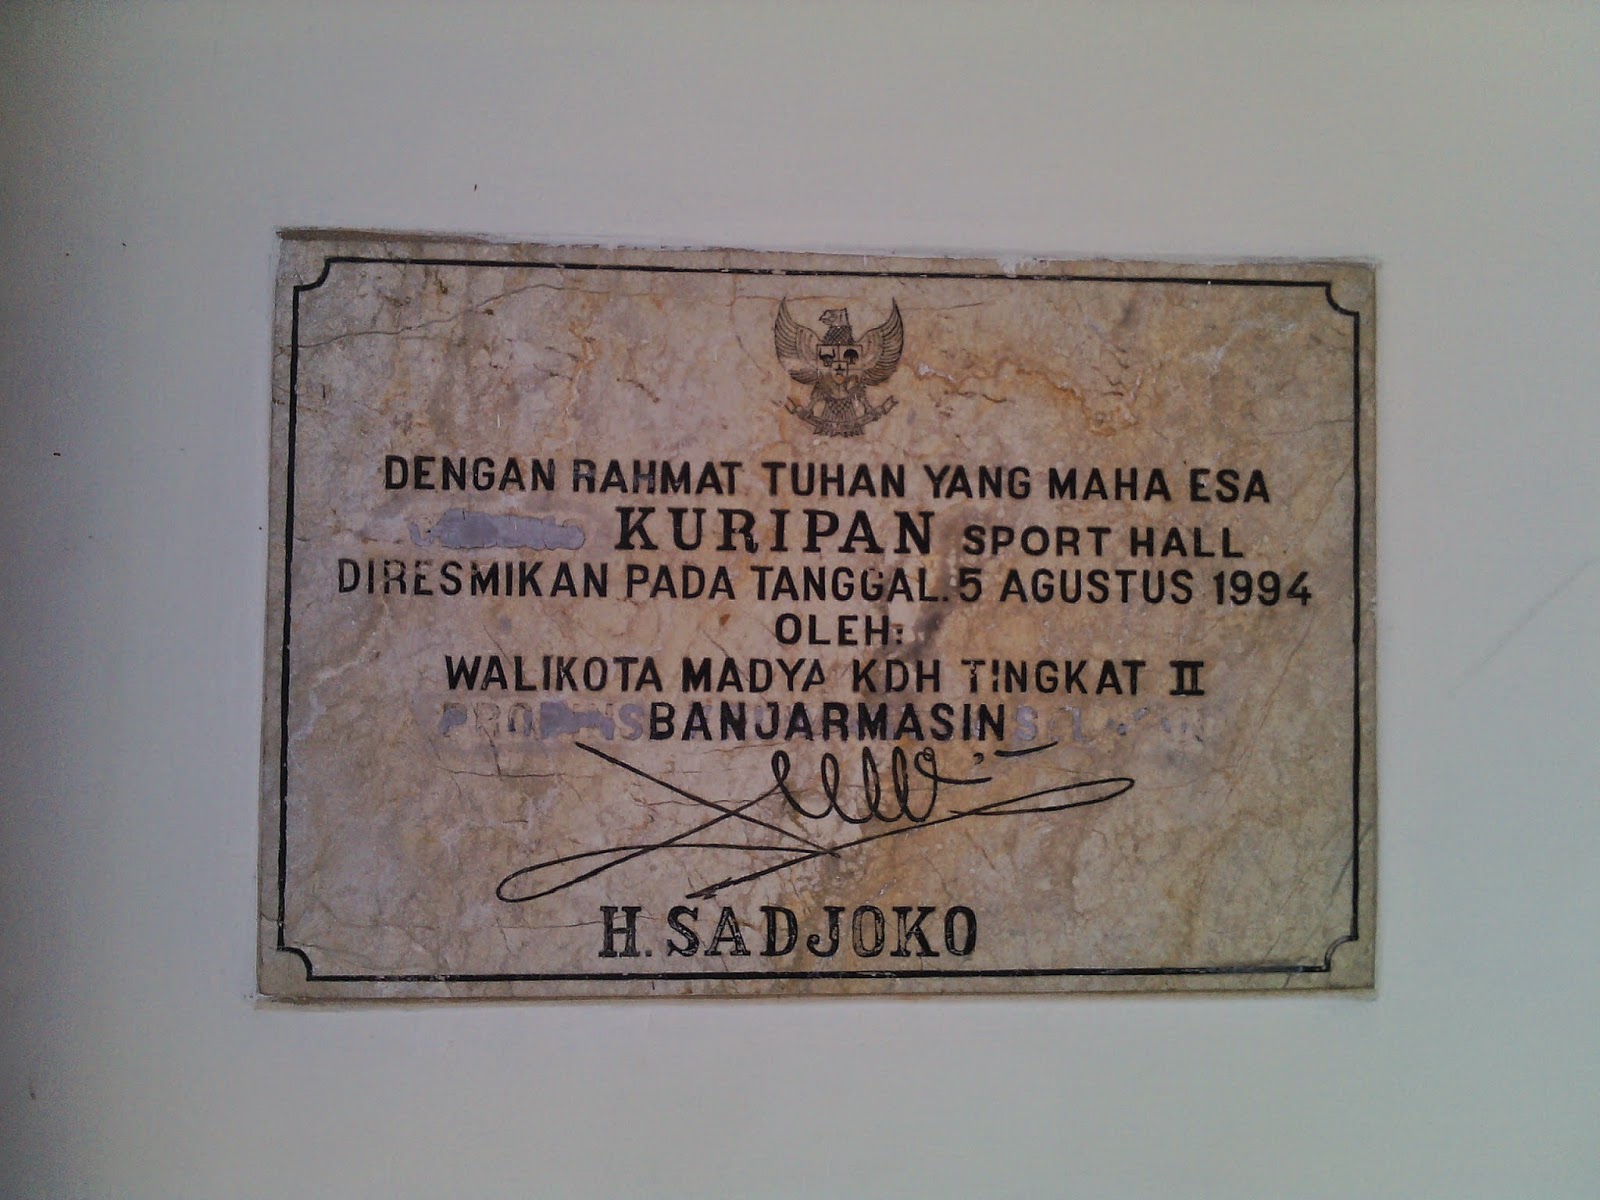 DENGAN RAHMAT TUHAN YANG MAHA ESA
KURIPAN SPORT HALL
DIRESMIKAN PADA TANGGAL. 5 AGUSTUS 1994
OLEH:
WALIKOTA MADYA KDH TINGKAT II
BANJARMASIN
H. SADJOKO